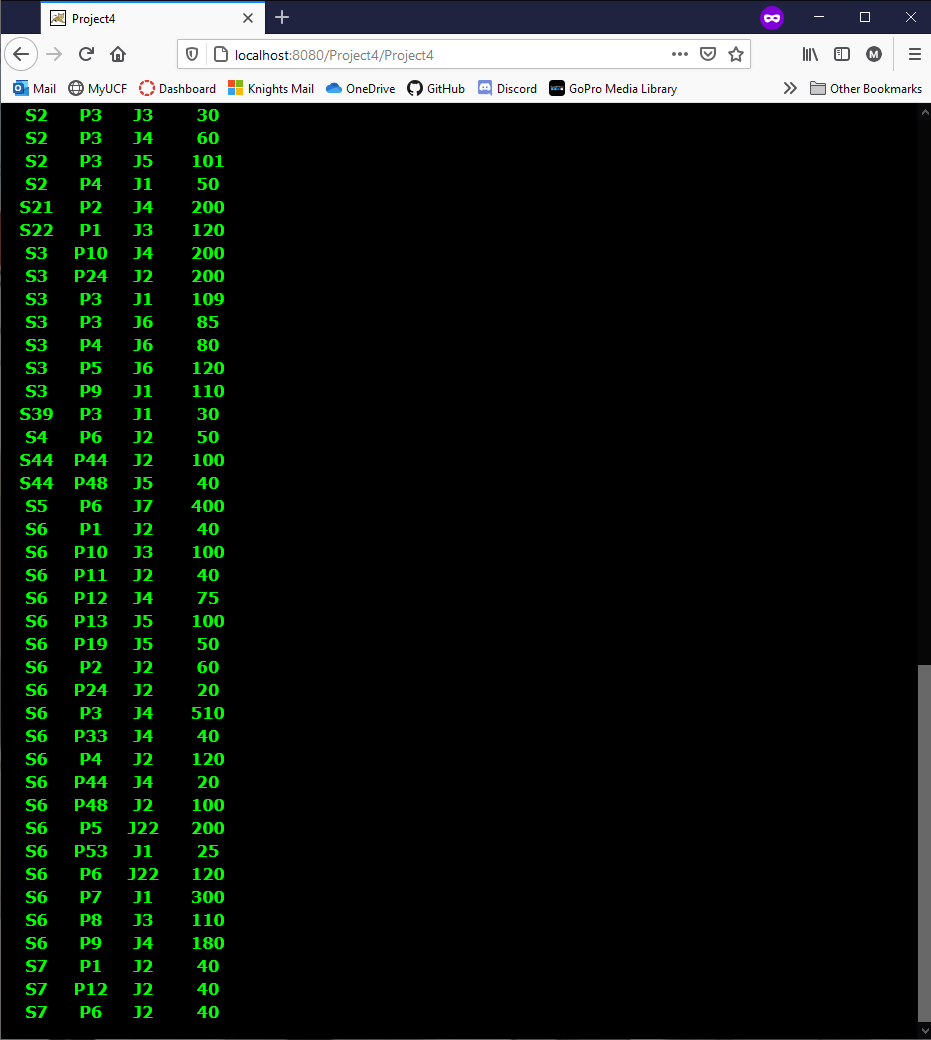 Project4
localhost:8080/Project4/Project4
M
Mail MyUCF Dashboard Knights Mail OneDrive GitHub Discord GoPro Media Library Other Bookmarks
S2 P3 J3 30
S2 P3 J4 60
S2 P3 J5 101
S2 P4 J1 50
S21 P2 J4 200
S22 P1 J3 120
S3 P10 J4 200
S3 P24 J2 200
S3 P3 J1 109
S3 P3 J6 85
S3 P4 J6 80
S3 P5 J6 120
S3 P9 J1 110
S39 P3 J1 30
S4 P6 J2 50
S44 P44 J2 100
S44 P48 J5 40
S5 P6 J7 400
S6 P1 J2 40
S6 P10 J3 100
S6 P11 J2 40
S6 P12 J4 75
S6 P13 J5 100
S6 P19 J5 50
S6 P2 J2 60
S6 P24 J2 20
S6 P3 J4 510
S6 P33 J4 40
S6 P4 J2 120
S6 P44 J4 20
S6 P48 J2 100
S6 P5 J22 200
S6 P53 J1 25
S6 P6 J22 120
S6 P7 J1 300
S6 P8 J3 110
S6 P9 J4 180
S7 P1 J2 40
S7 P12 J2 40
S7 P6 J2 40